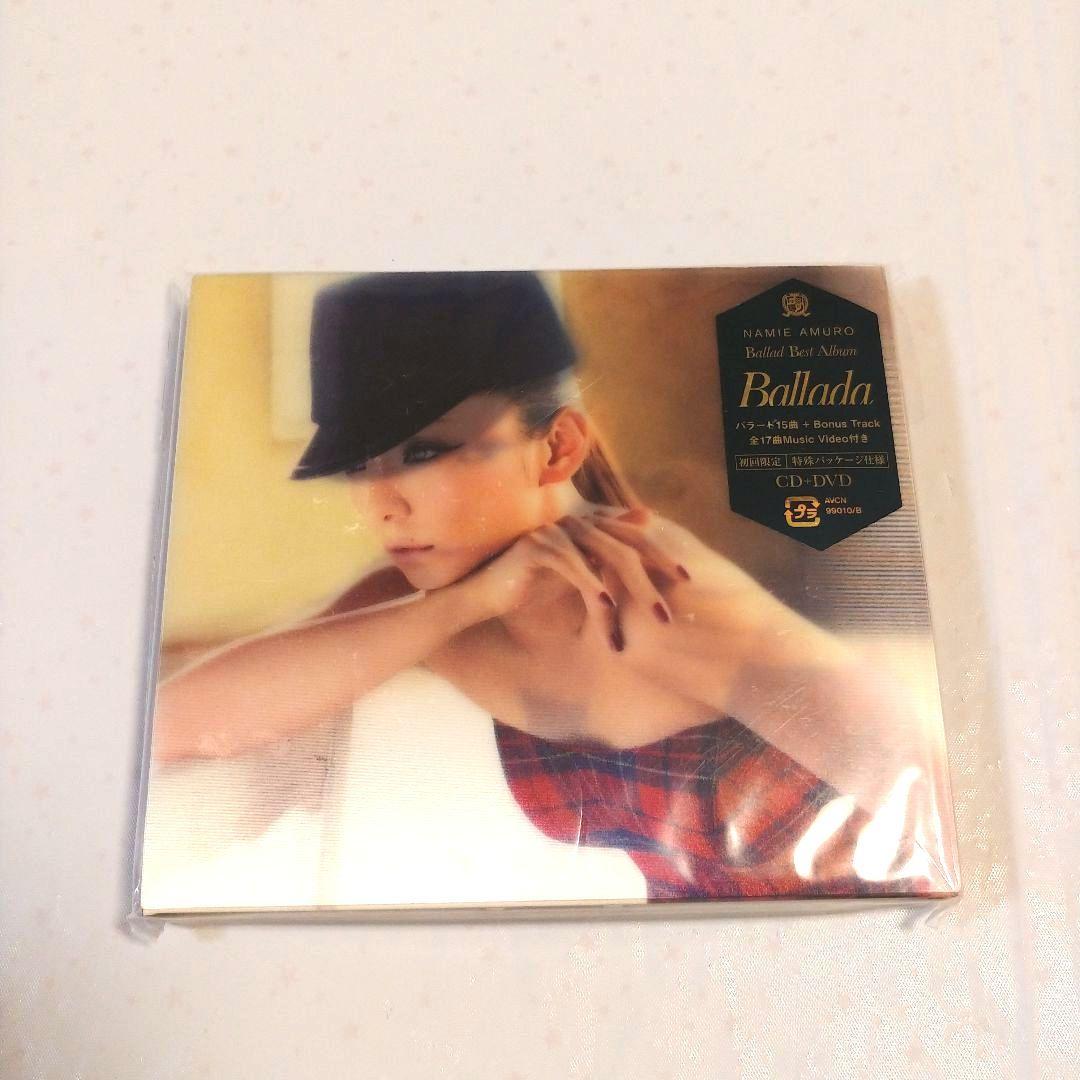 NAMIE AMURO
Ballad Best Album
Ballada
バラード15曲 + Bonus Track
全17曲Music Video付き
初回限定 特殊パッケージ仕様
CD+DVD
プラ
AVCN
99010/B